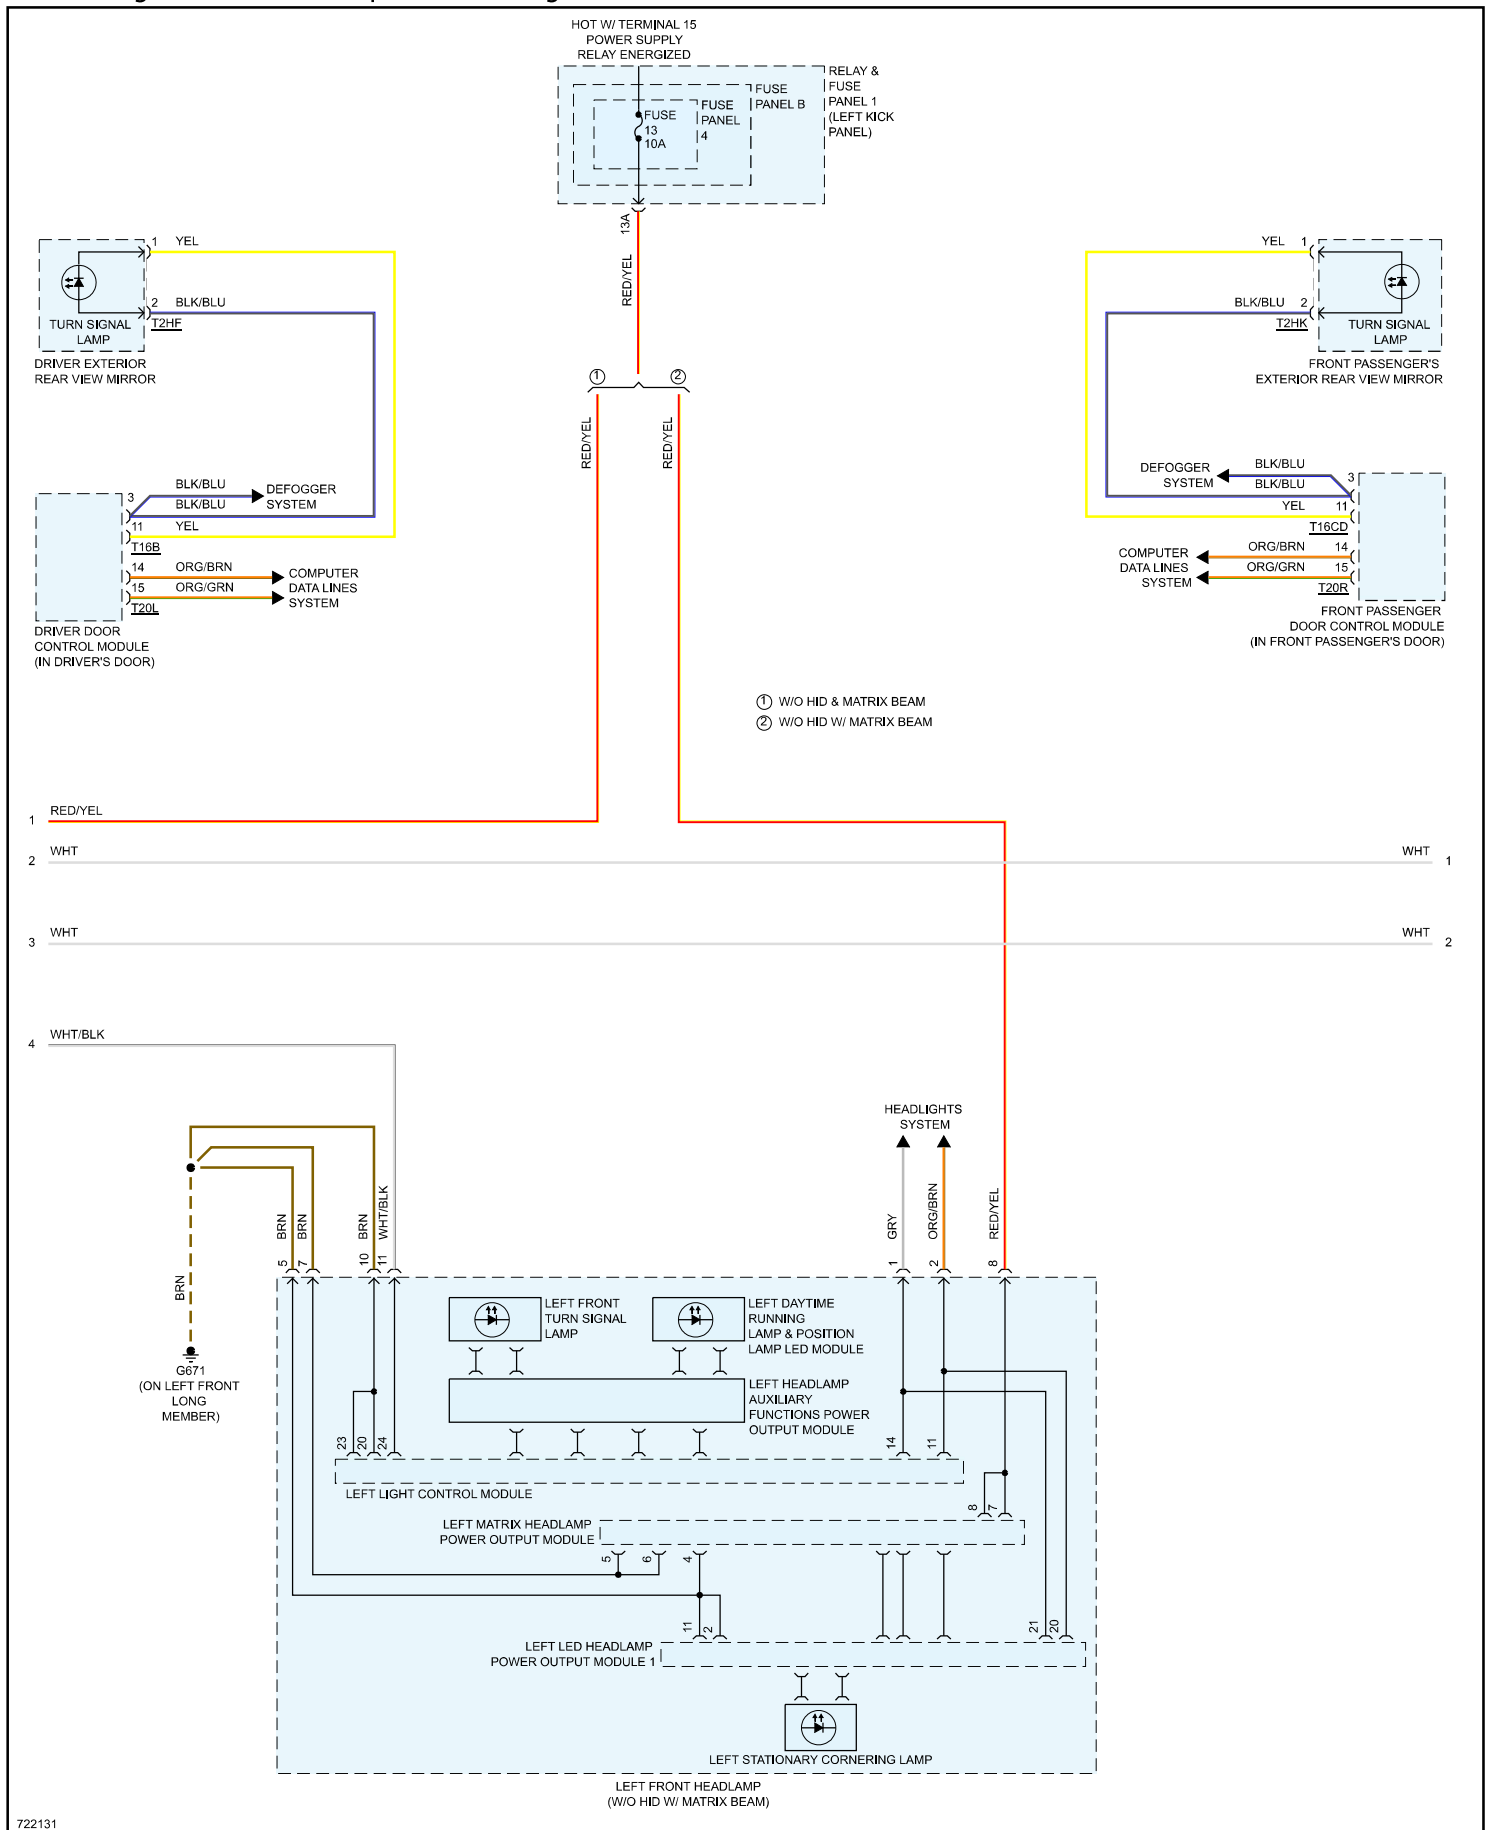 HOT W/ TERMINAL 15
POWER SUPPLY
RELAY ENERGIZED
RELAY &
FUSE
PANEL 1
(LEFT KICK
PANEL)
FUSE
PANEL B
FUSE
PANEL
4
FUSE
13
10A
13A
RED/YEL
1
2
RED/YEL
RED/YEL
1 YEL
2 BLK/BLU
T2HF
TURN SIGNAL
LAMP
DRIVER EXTERIOR
REAR VIEW MIRROR
YEL 1
BLK/BLU 2
T2HK
TURN SIGNAL
LAMP
FRONT PASSENGER'S
EXTERIOR REAR VIEW MIRROR
3
BLK/BLU
BLK/BLU
DEFOGGER
SYSTEM
11 YEL
T16B
14 ORG/BRN
15 ORG/GRN
T20L
COMPUTER
DATA LINES
SYSTEM
DRIVER DOOR
CONTROL MODULE
(IN DRIVER'S DOOR)
DEFOGGER
SYSTEM
BLK/BLU
BLK/BLU
3
YEL 11
T16CD
COMPUTER
DATA LINES
SYSTEM
ORG/BRN 14
ORG/GRN 15
T20R
FRONT PASSENGER
DOOR CONTROL MODULE
(IN FRONT PASSENGER'S DOOR)
1 W/O HID & MATRIX BEAM
2 W/O HID W/ MATRIX BEAM
1 RED/YEL
2 WHT
WHT 1
3 WHT
WHT 2
4 WHT/BLK
HEADLIGHTS
SYSTEM
BRN
BRN
BRN
WHT/BLK
GRY
ORG/BRN
RED/YEL
5
7
10
11
1
2
8
BRN
G671
(ON LEFT FRONT
LONG
MEMBER)
LEFT FRONT
TURN SIGNAL
LAMP
LEFT DAYTIME
RUNNING
LAMP & POSITION
LAMP LED MODULE
LEFT HEADLAMP
AUXILIARY
FUNCTIONS POWER
OUTPUT MODULE
23
20
24
14
11
LEFT LIGHT CONTROL MODULE
8
7
LEFT MATRIX HEADLAMP
POWER OUTPUT MODULE
5
6
4
11
2
21
20
LEFT LED HEADLAMP
POWER OUTPUT MODULE 1
LEFT STATIONARY CORNERING LAMP
LEFT FRONT HEADLAMP
(W/O HID W/ MATRIX BEAM)
722131